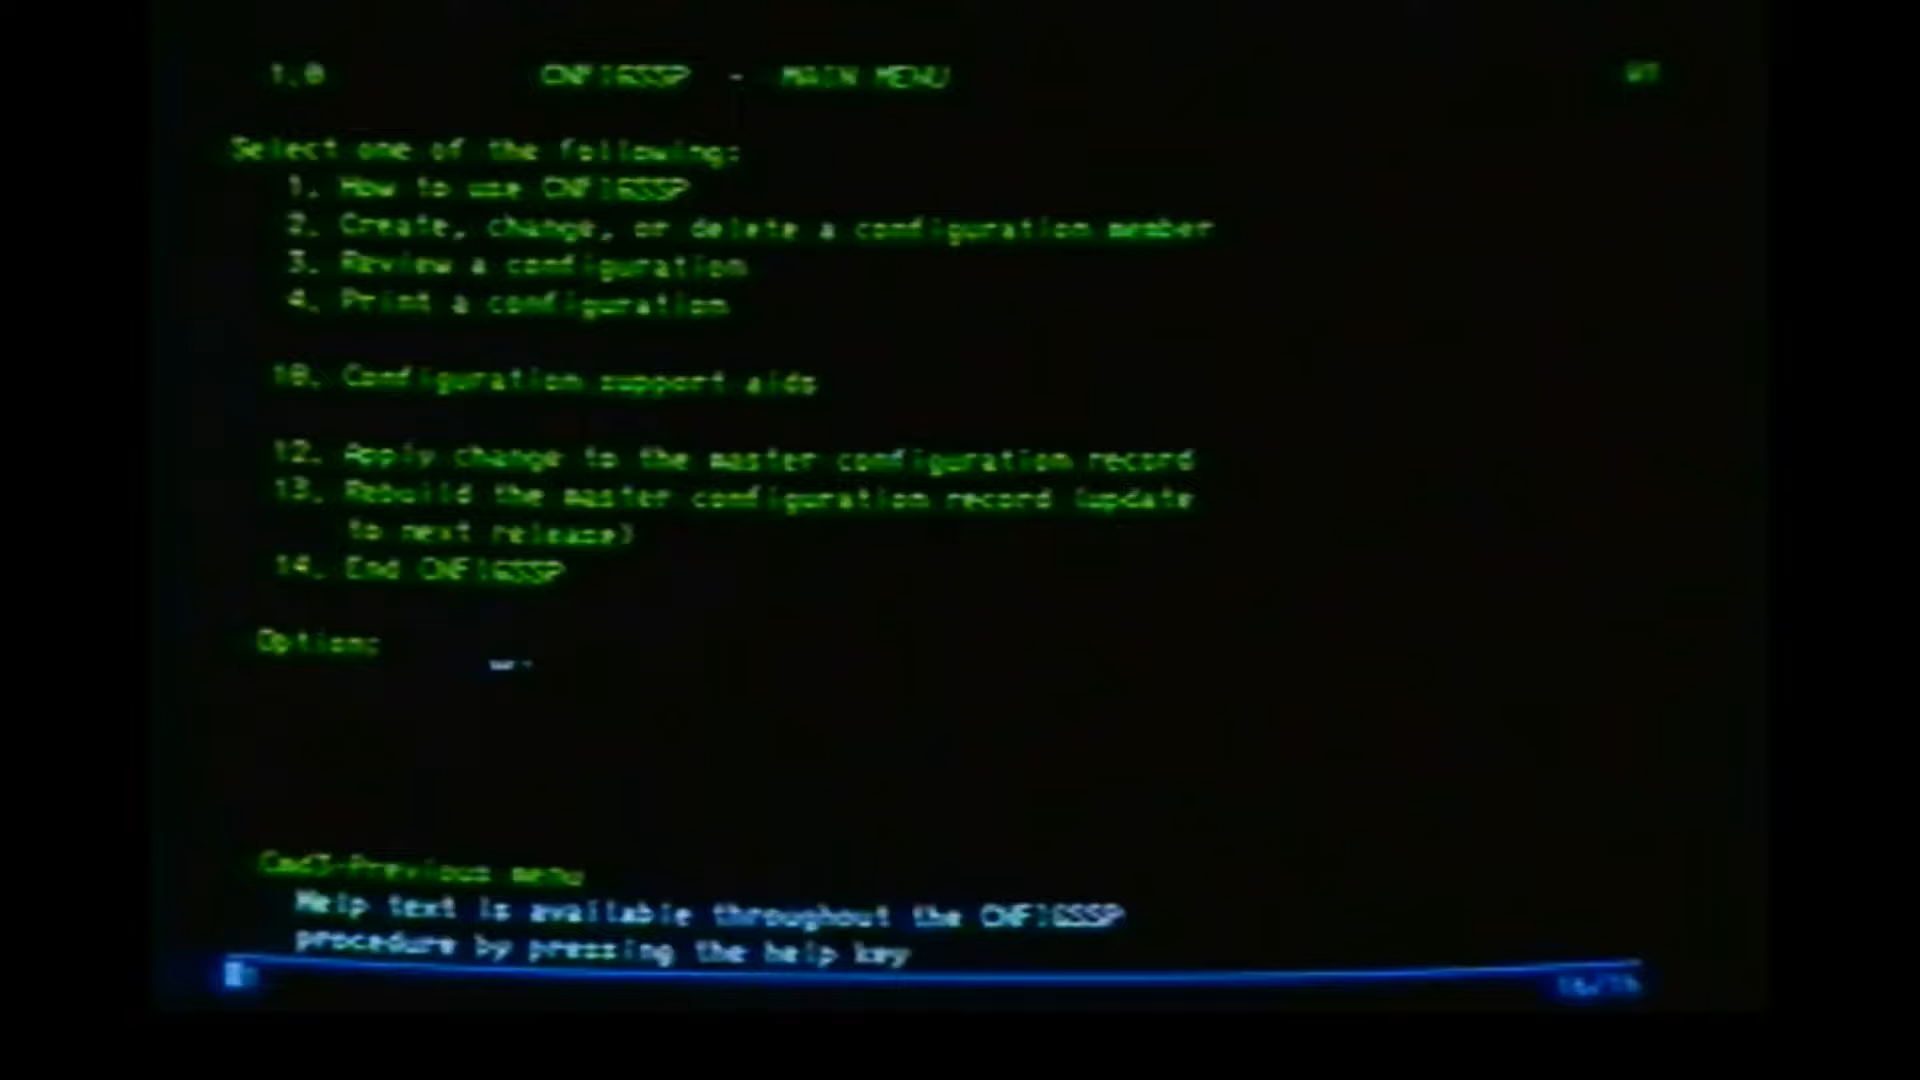 1.0 CNFIGSSP - MAIN MENU W1
Select one of the following:
1. How to use CNFIGSSP
2. Create, change, or delete a configuration member
3. Review a configuration
4. Print a configuration
10. Configuration support aids
12. Apply change to the master configuration record
13. Rebuild the master configuration record (update
to next release)
14. End CNFIGSSP
Option:
Cmd3-Previous menu
Help text is available throughout the CNFIGSSP
procedure by pressing the help key